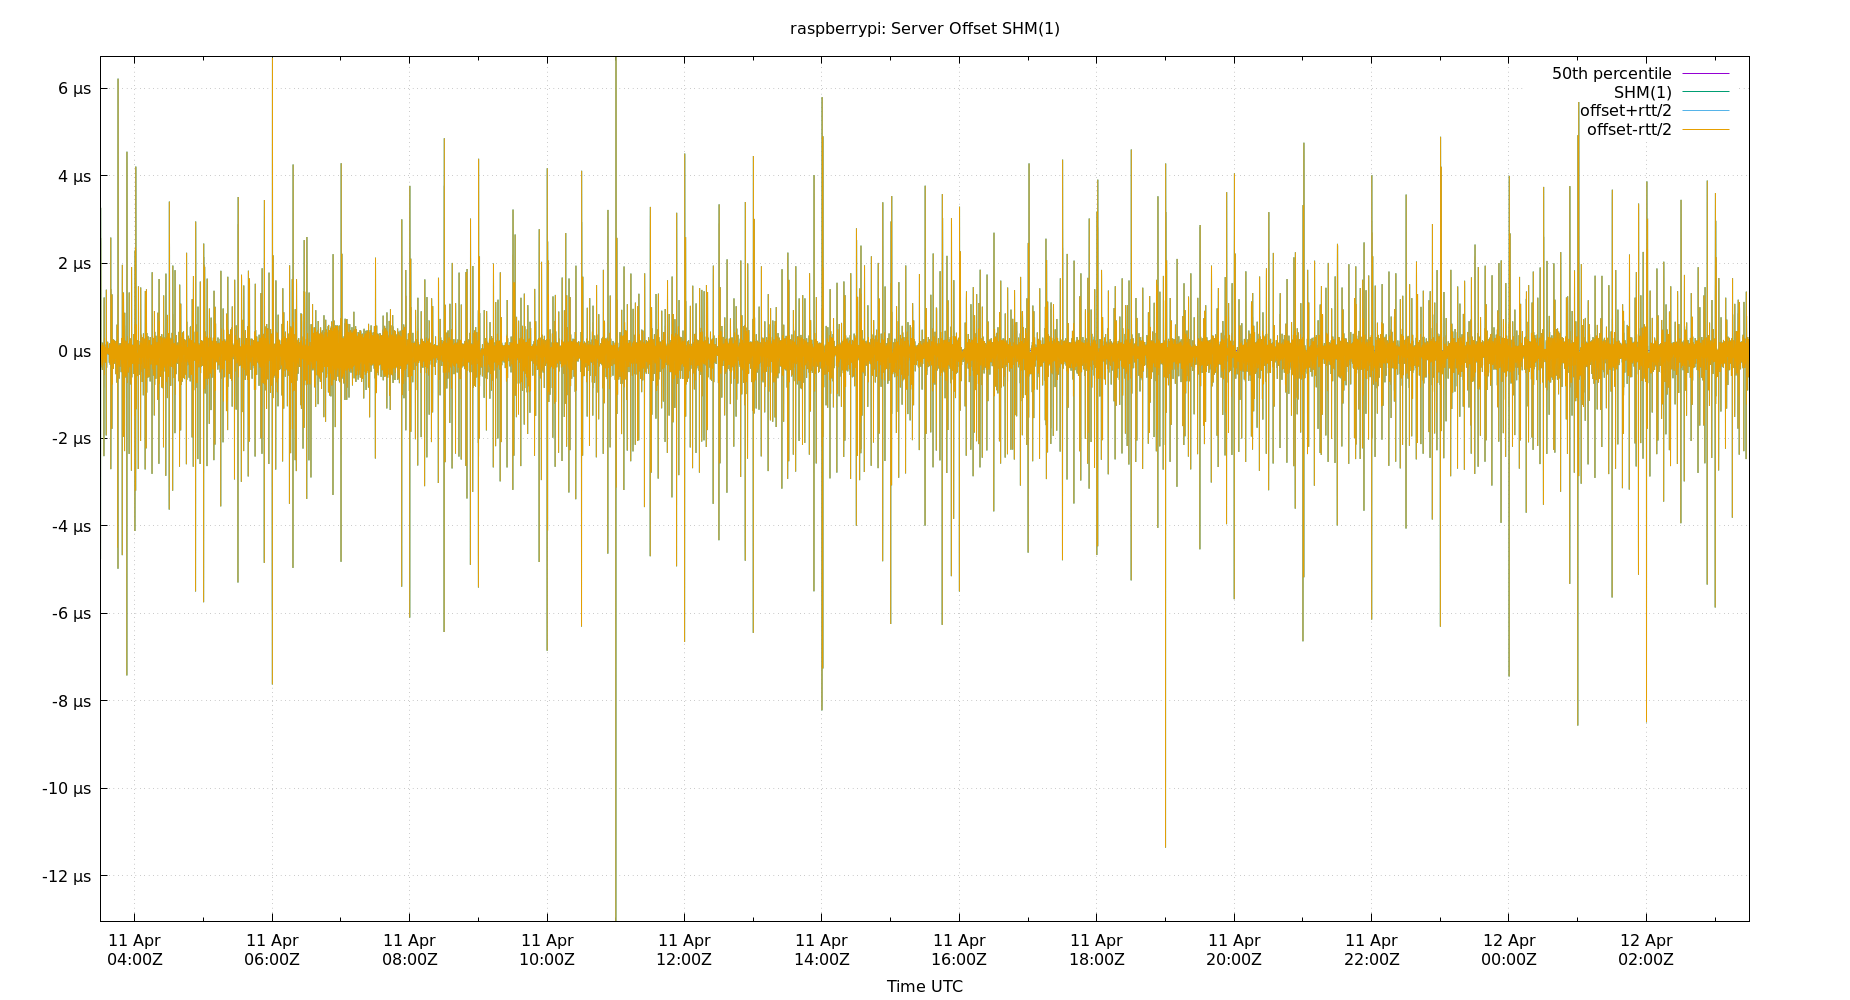 raspberrypi: Server Offset SHM(1)
50th percentile
SHM(1)
offset+rtt/2
offset-rtt/2
6 µs
4 µs
2 µs
0 µs
-2 µs
-4 µs
-6 µs
-8 µs
-10 µs
-12 µs
11 Apr 11 Apr 11 Apr 11 Apr 11 Apr 11 Apr 11 Apr 11 Apr 11 Apr 11 Apr 12 Apr 12 Apr
04:00Z 06:00Z 08:00Z 10:00Z 12:00Z 14:00Z 16:00Z 18:00Z 20:00Z 22:00Z 00:00Z 02:00Z
Time UTC